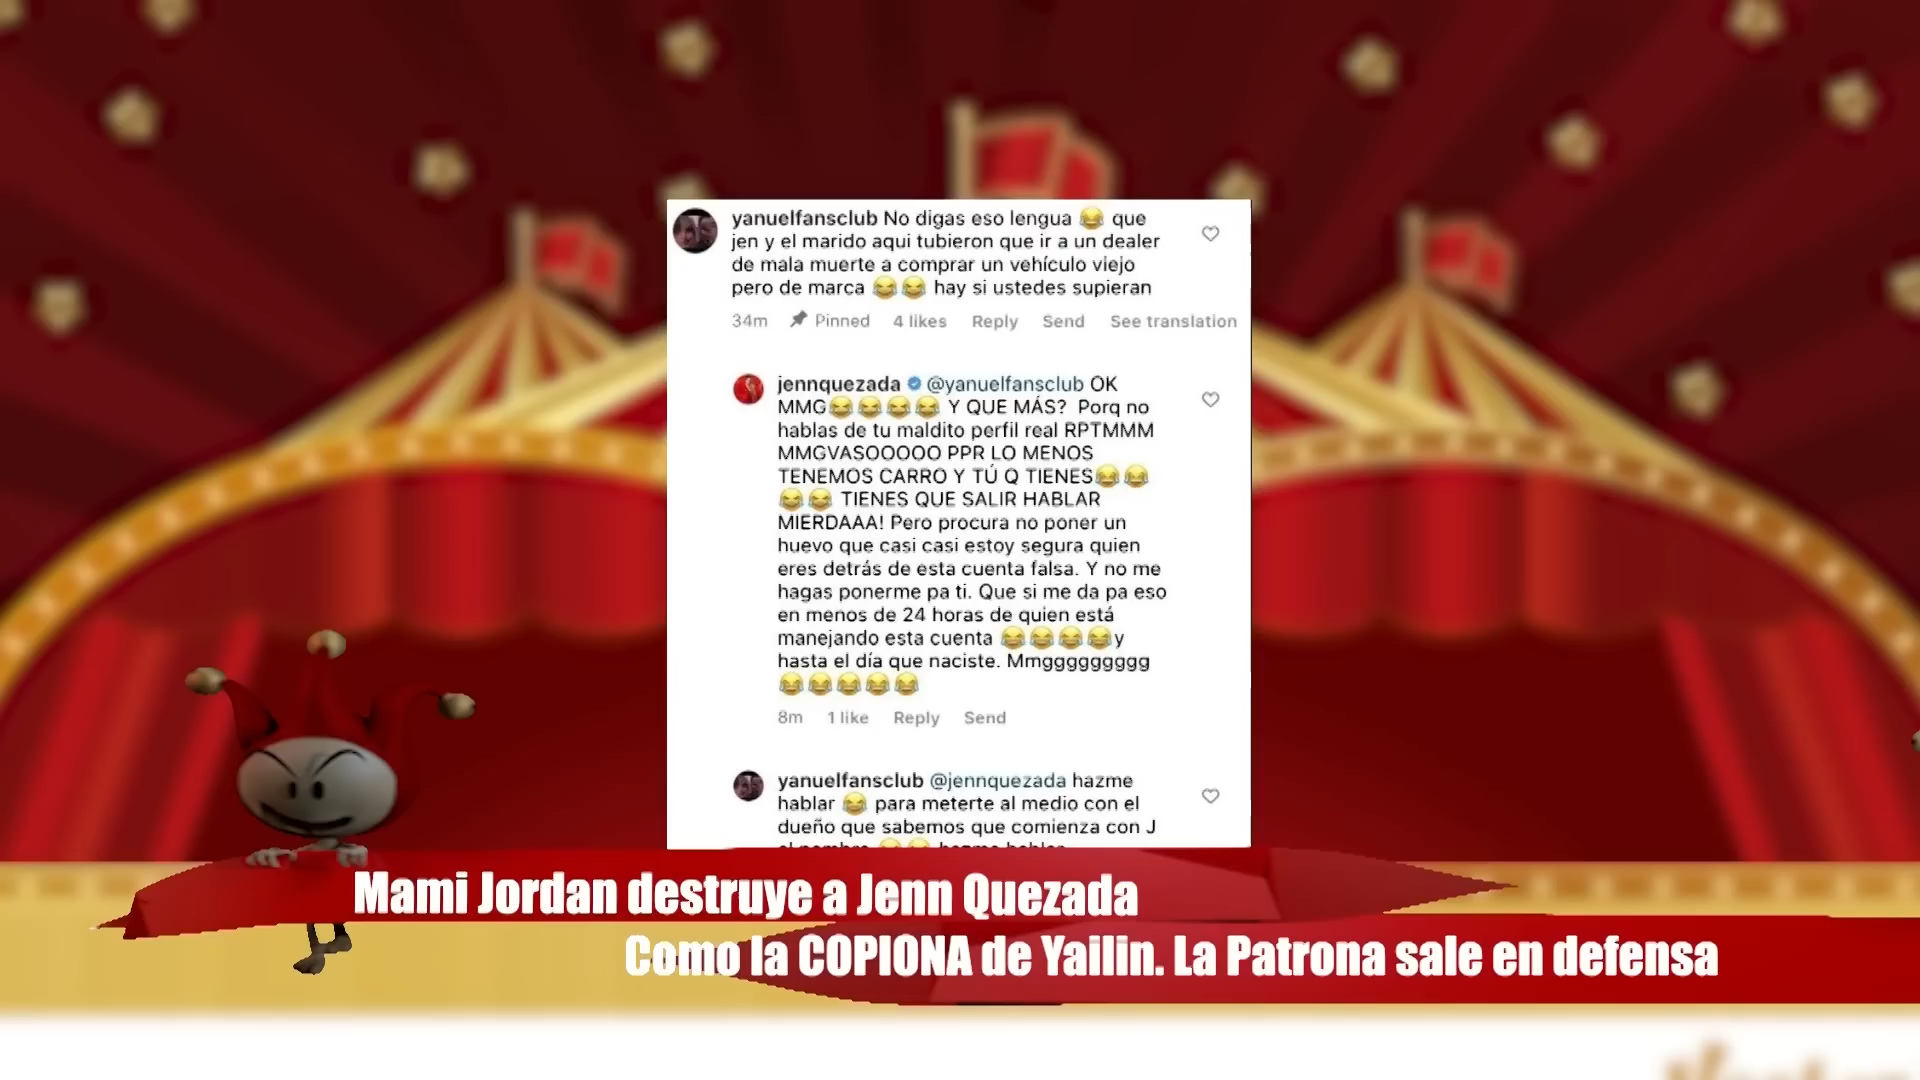 yanuelfansclub No digas eso lengua 😂 que
jen y el marido aqui tubieron que ir a un dealer
de mala muerte a comprar un vehículo viejo
pero de marca 😂😂 hay si ustedes supieran
34m Pinned 4 likes Reply Send See translation
jennquezada @yanuelfansclub OK
MMG😂😂😂😂 Y QUE MÁS? Porq no
hablas de tu maldito perfil real RPTMMM
MMGVASOOOOO PPR LO MENOS
TENEMOS CARRO Y TÚ Q TIENES😂😂
😂😂 TIENES QUE SALIR HABLAR
MIERDAAA! Pero procura no poner un
huevo que casi casi estoy segura quien
eres detrás de esta cuenta falsa. Y no me
hagas ponerme pa ti. Que si me da pa eso
en menos de 24 horas de quien está
manejando esta cuenta 😂😂😂😂y
hasta el día que naciste. Mmggggggggg
😂😂😂😂😂
8m 1 like Reply Send
yanuelfansclub @jennquezada hazme
hablar 😂 para meterte al medio con el
dueño que sabemos que comienza con J
Mami Jordan destruye a Jenn Quezada
Como la COPIONA de Yailin. La Patrona sale en defensa